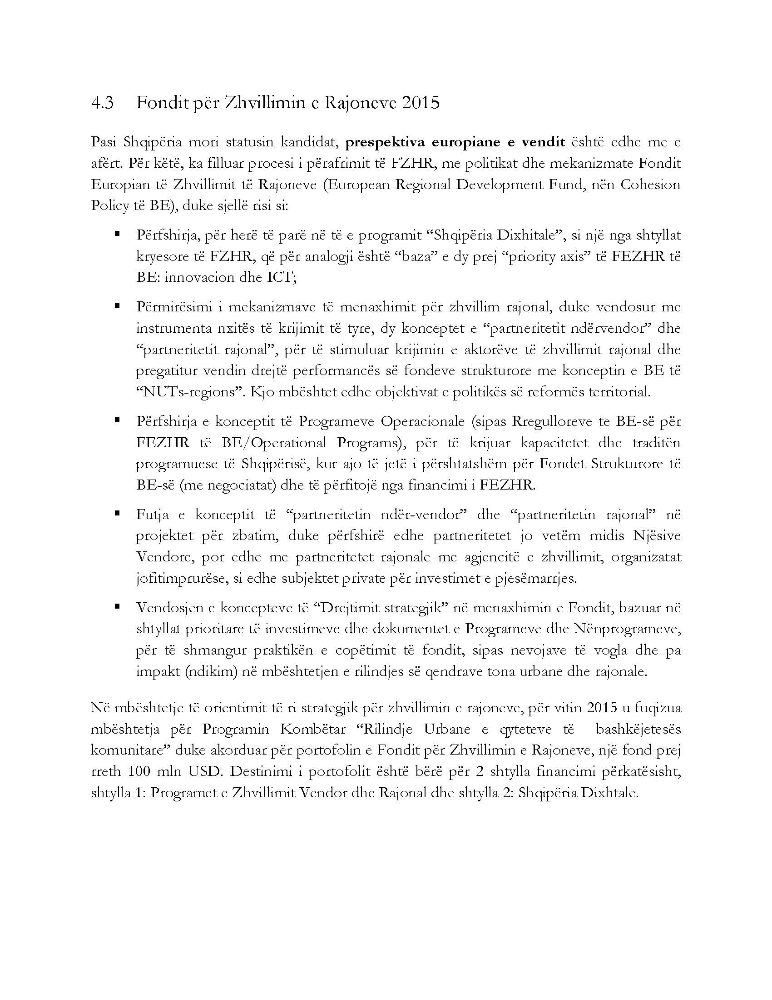 4.3 Fondit për Zhvillimin e Rajoneve 2015
Pasi Shqipëria mori statusin kandidat, prespektiva europiane e vendit është edhe me e
afërt. Për këtë, ka filluar procesi i përafrimit të FZHR, me politikat dhe mekanizmate Fondit
Europian të Zhvillimit të Rajoneve (European Regional Development Fund, nën Cohesion
Policy të BE), duke sjellë risi si:
▪ Përfshirja, për herë të parë në të e programit “Shqipëria Dixhitale”, si një nga shtyllat
kryesore të FZHR, që për analogji është “baza” e dy prej “priority axis” të FEZHR të
BE: innovacion dhe ICT;
▪ Përmirësimi i mekanizmave të menaxhimit për zhvillim rajonal, duke vendosur me
instrumenta nxitës të krijimit të tyre, dy konceptet e “partneritetit ndërvendor” dhe
“partneritetit rajonal”, për të stimuluar krijimin e aktorëve të zhvillimit rajonal dhe
pregatitur vendin drejtë performancës së fondeve strukturore me konceptin e BE të
“NUTs-regions”. Kjo mbështet edhe objektivat e politikës së reformës territorial.
▪ Përfshirja e konceptit të Programeve Operacionale (sipas Rregulloreve te BE-së për
FEZHR të BE/Operational Programs), për të krijuar kapacitetet dhe traditën
programuese të Shqipërisë, kur ajo të jetë i përshtatshëm për Fondet Strukturore të
BE-së (me negociatat) dhe të përfitojë nga financimi i FEZHR.
▪ Futja e konceptit të “partneritetin ndër-vendor” dhe “partneritetin rajonal” në
projektet për zbatim, duke përfshirë edhe partneritetet jo vetëm midis Njësive
Vendore, por edhe me partneritetet rajonale me agjencitë e zhvillimit, organizatat
jofitimprurëse, si edhe subjektet private për investimet e pjesëmarrjes.
▪ Vendosjen e koncepteve të “Drejtimit strategjik” në menaxhimin e Fondit, bazuar në
shtyllat prioritare të investimeve dhe dokumentet e Programeve dhe Nënprogrameve,
për të shmangur praktikën e copëtimit të fondit, sipas nevojave të vogla dhe pa
impakt (ndikim) në mbështetjen e rilindjes së qendrave tona urbane dhe rajonale.
Në mbështetje të orientimit të ri strategjik për zhvillimin e rajoneve, për vitin 2015 u fuqizua
mbështetja për Programin Kombëtar “Rilindje Urbane e qyteteve të bashkëjetesës
komunitare” duke akorduar për portofolin e Fondit për Zhvillimin e Rajoneve, një fond prej
rreth 100 mln USD. Destinimi i portofolit është bërë për 2 shtylla financimi përkatësisht,
shtylla 1: Programet e Zhvillimit Vendor dhe Rajonal dhe shtylla 2: Shqipëria Dixhtale.